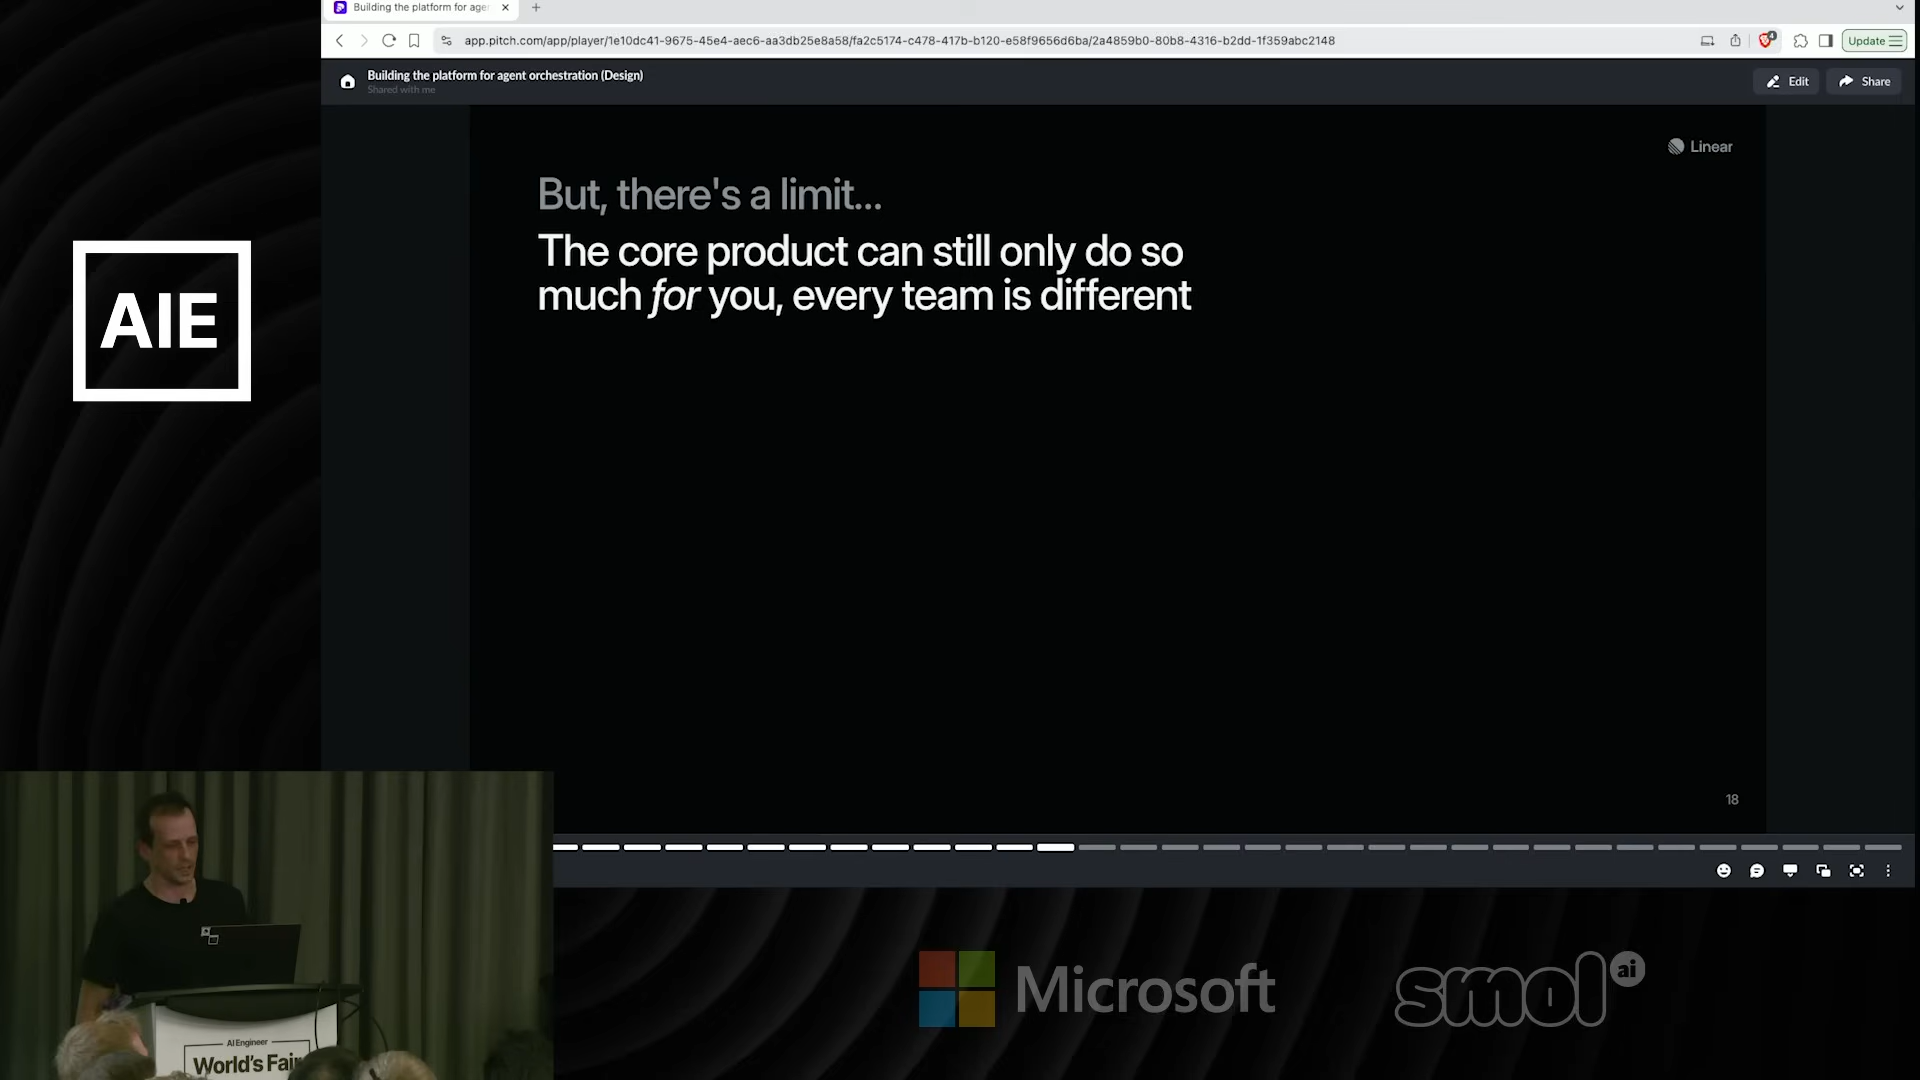 Building the platform for age
app.pitch.com/app/player/1e10dc41-9675-45e4-aec6-aa3db25e8a58/fa2c5174-c478-417b-b120-e58f9656d6ba/2a4859b0-80b8-4316-b2dd-1f359abc2148
4
Update
Building the platform for agent orchestration (Design)
Shared with me
Edit
Share
Linear
But, there's a limit...
The core product can still only do so
much for you, every team is different
18
AIE
AI Engineer
World's Fair
Microsoft
smol
ai